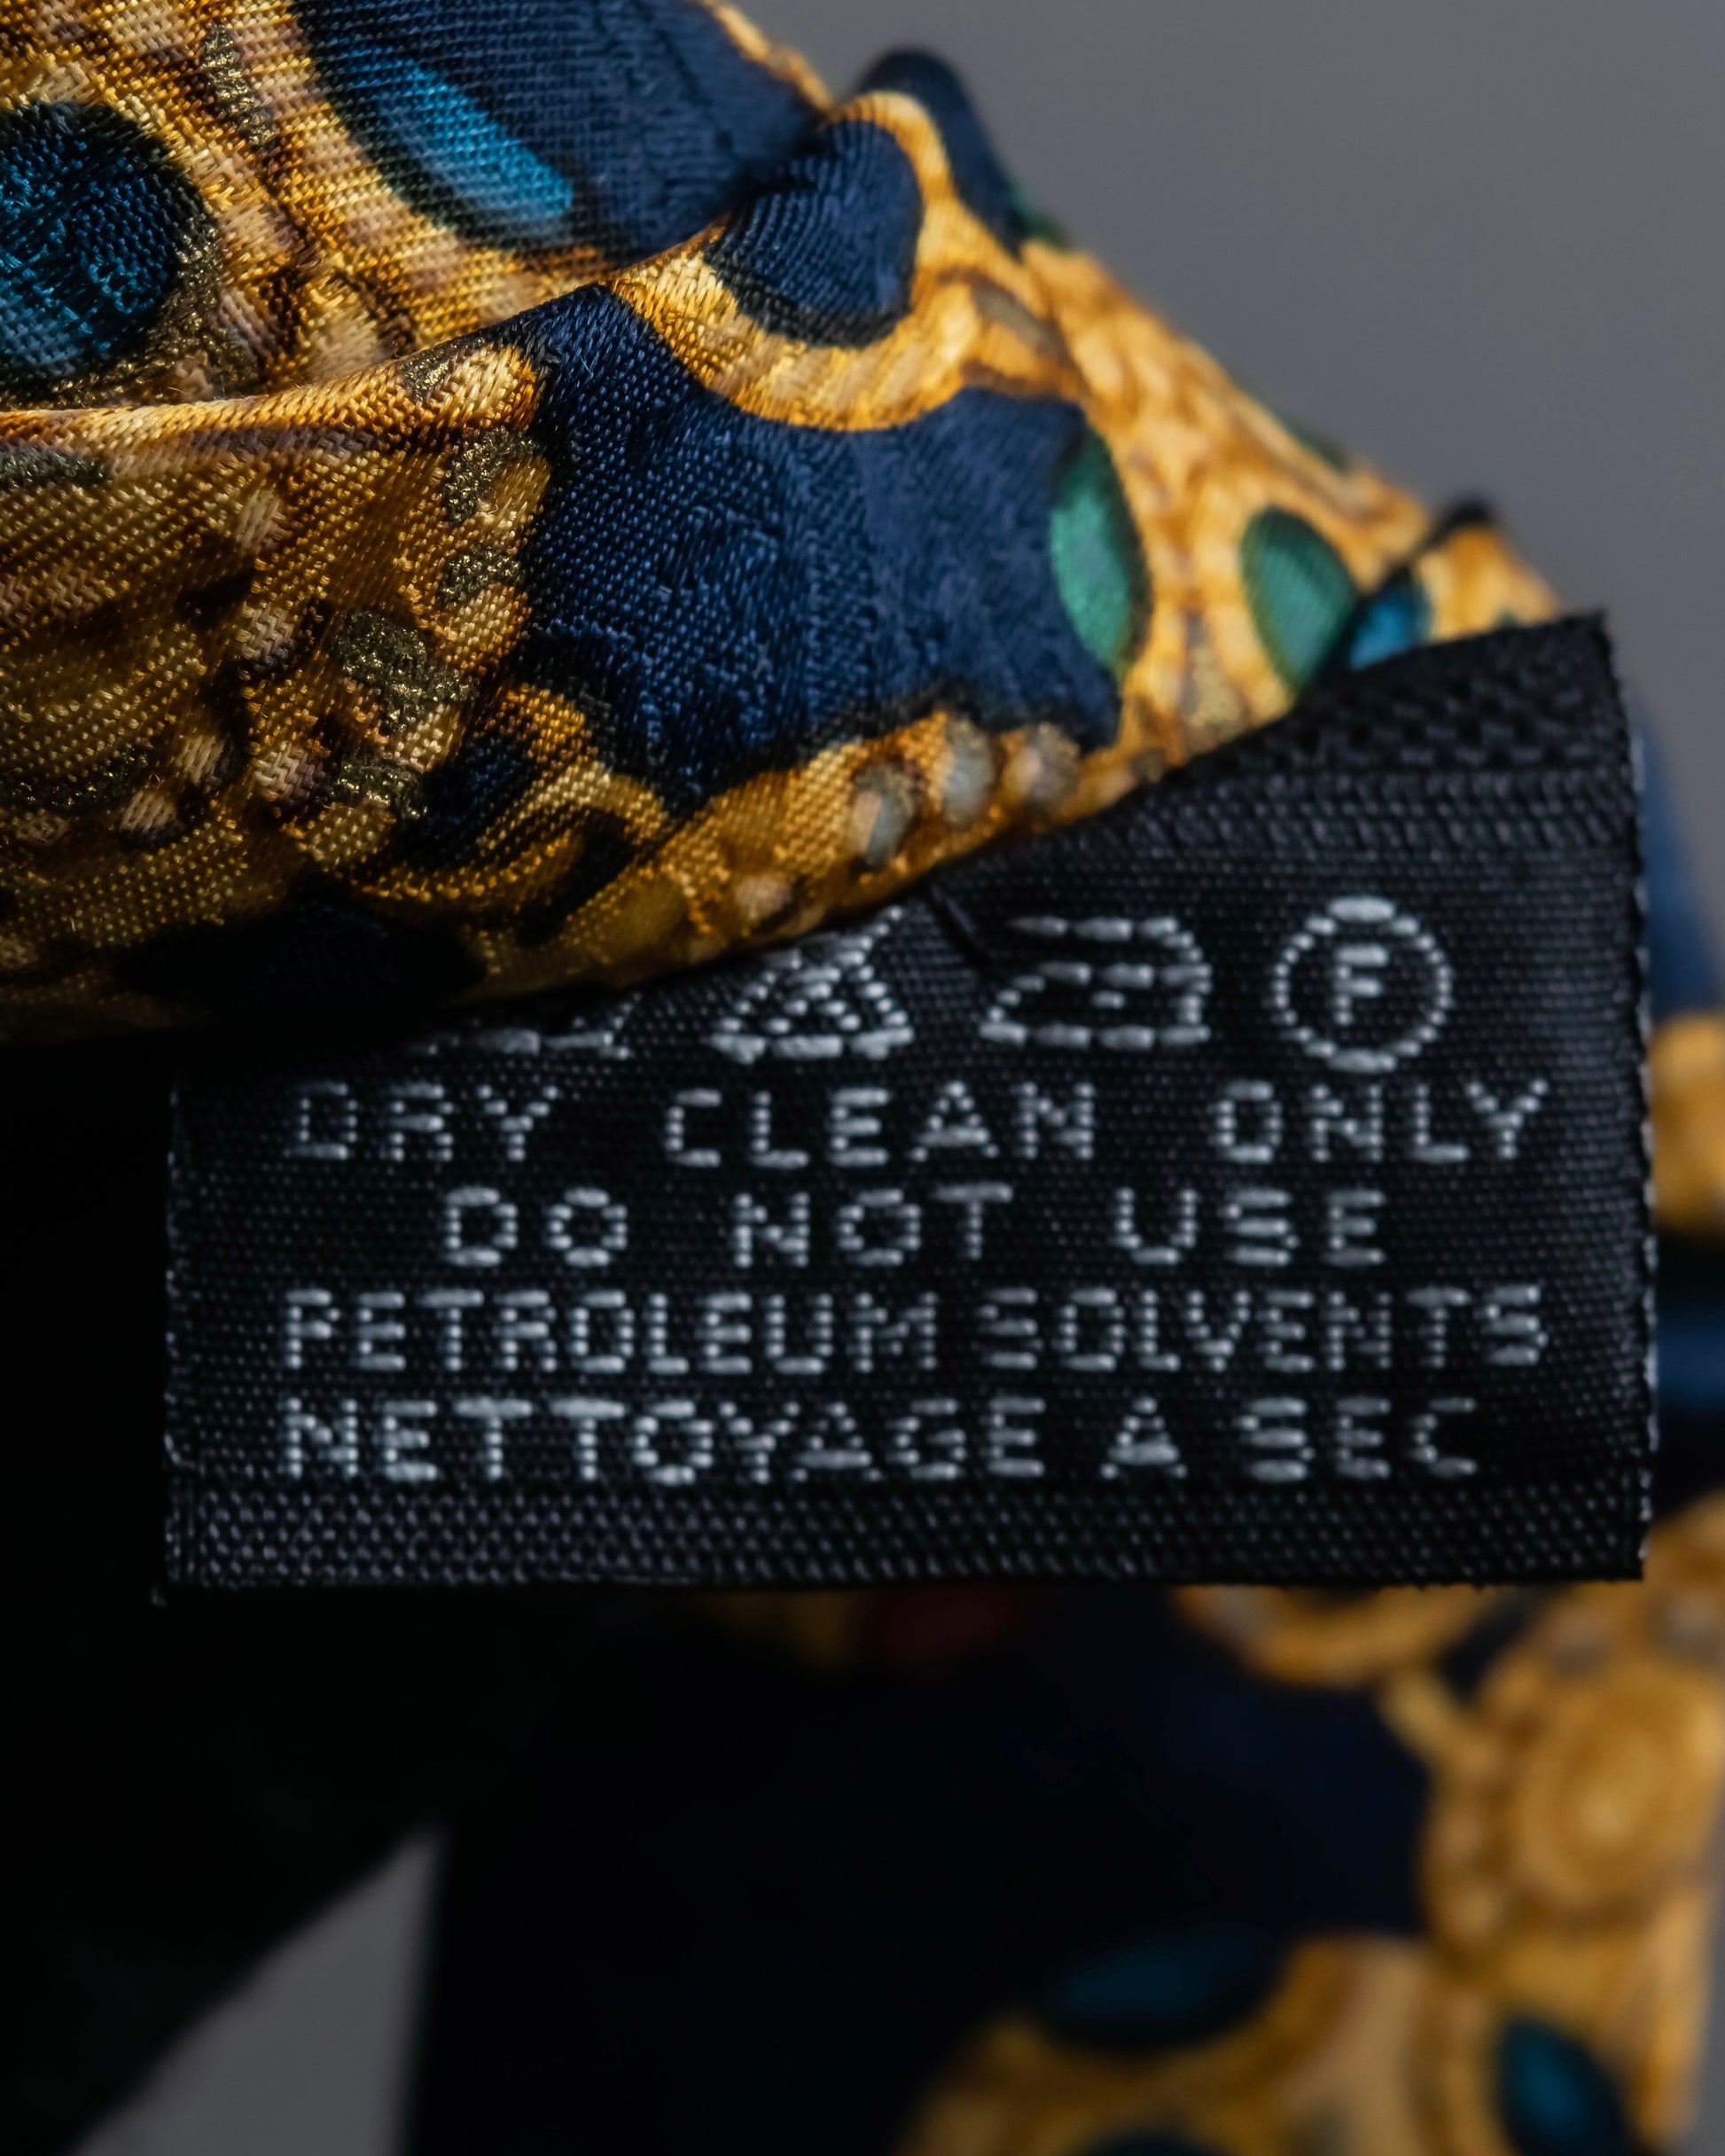 F
DRY CLEAN ONLY
DO NOT USE
PETROLEUM SOLVENTS
NETTOYAGE A SEC